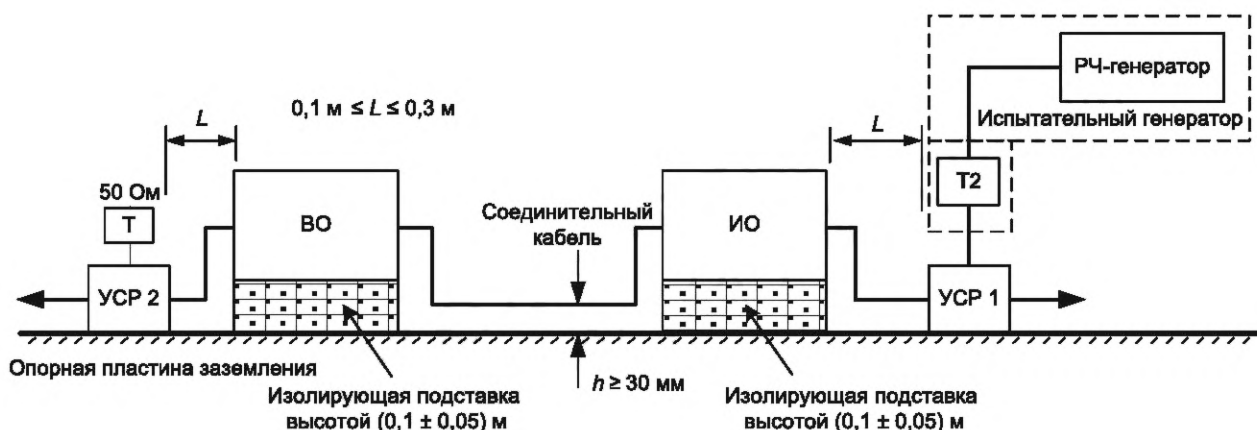 РЧ-генератор
Испытательный генератор
0,1 м ≤ L ≤ 0,3 м
L
L
50 Ом
Т
Т2
ВО
Соединительный
кабель
ИО
УСР 2
УСР 1
Опорная пластина заземления
h ≥ 30 мм
Изолирующая подставка
высотой (0,1 ± 0,05) м
Изолирующая подставка
высотой (0,1 ± 0,05) м